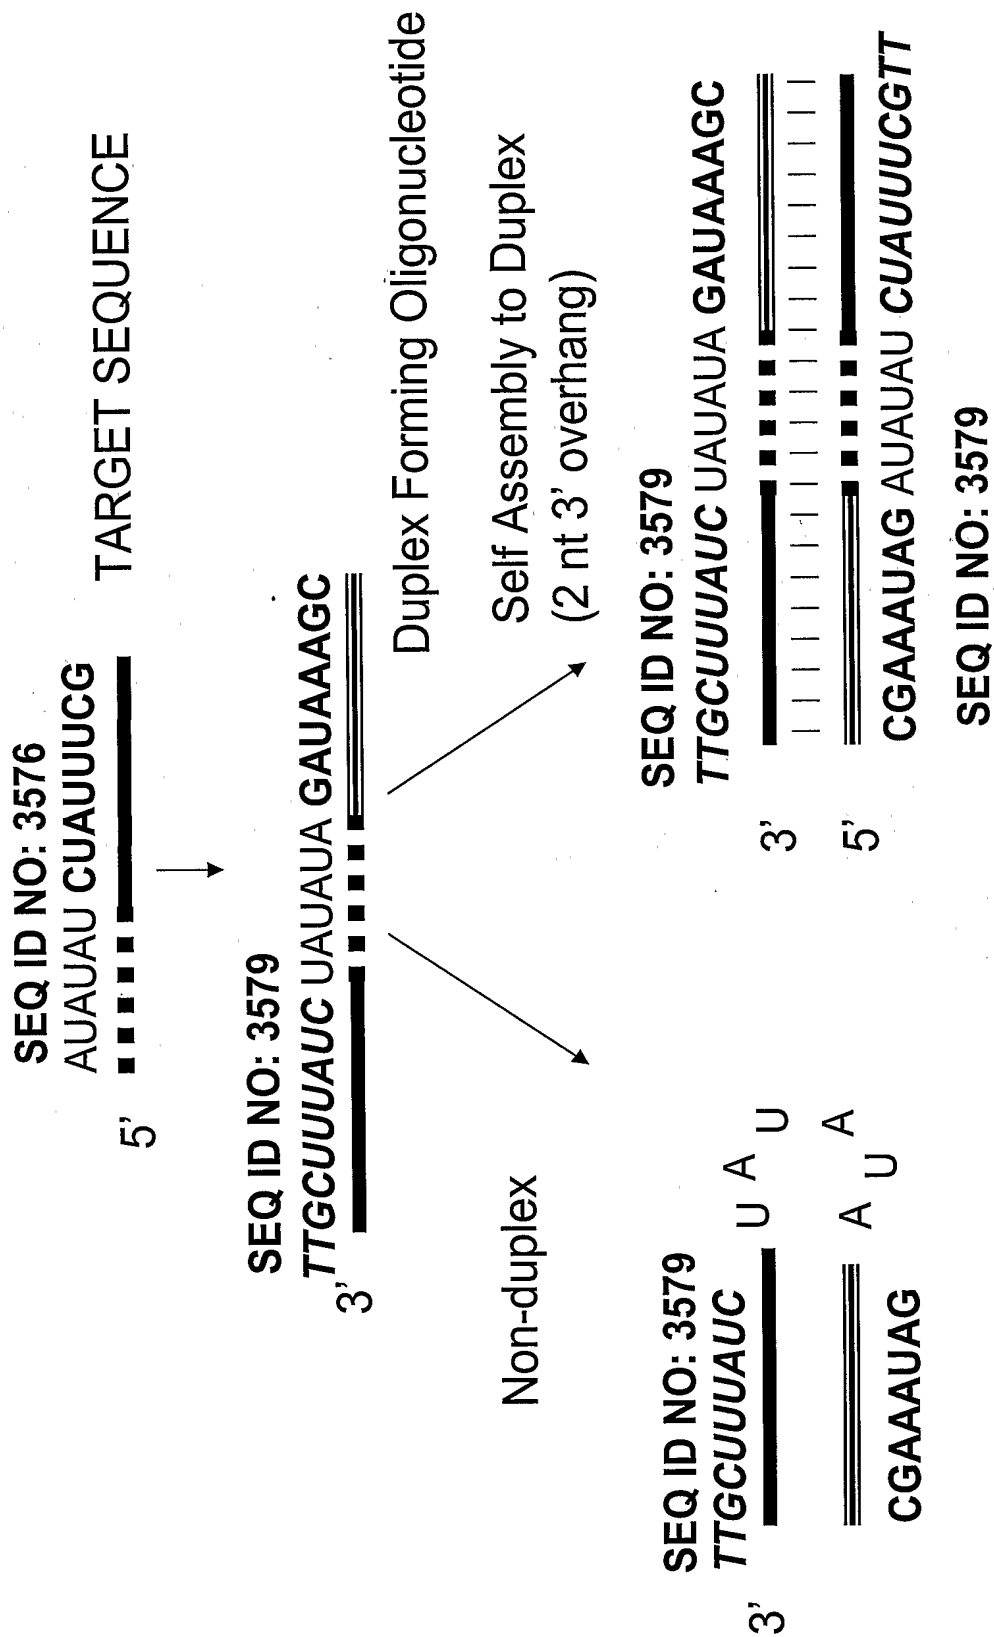 SEQ ID NO: 3576
AUAUAU CUAUUUCG
5’
TARGET SEQUENCE
SEQ ID NO: 3579
TTGCUUUAUC UAUAUA GAUAAAGC
3’
Duplex Forming Oligonucleotide
Non-duplex
Self Assembly to Duplex
(2 nt 3’ overhang)
SEQ ID NO: 3579
TTGCUUUAUC
3’
U A U
A U A
CGAAAUAG
SEQ ID NO: 3579
TTGCUUUAUC UAUAUA GAUAAAGC
3’
5’
CGAAAUAG AUAUAU CUAUUUCGTT
SEQ ID NO: 3579